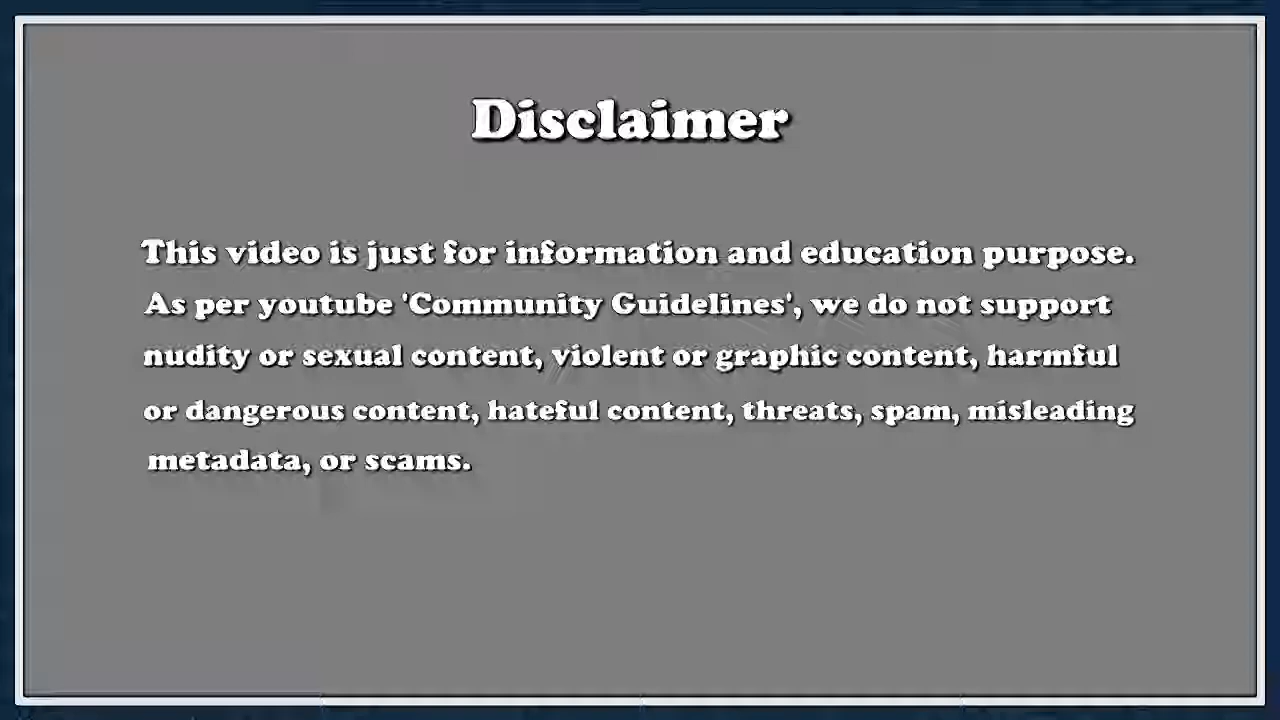 Disclaimer
This video is just for information and education purpose.
As per youtube 'Community Guidelines', we do not support
nudity or sexual content, violent or graphic content, harmful
or dangerous content, hateful content, threats, spam, misleading
metadata, or scams.